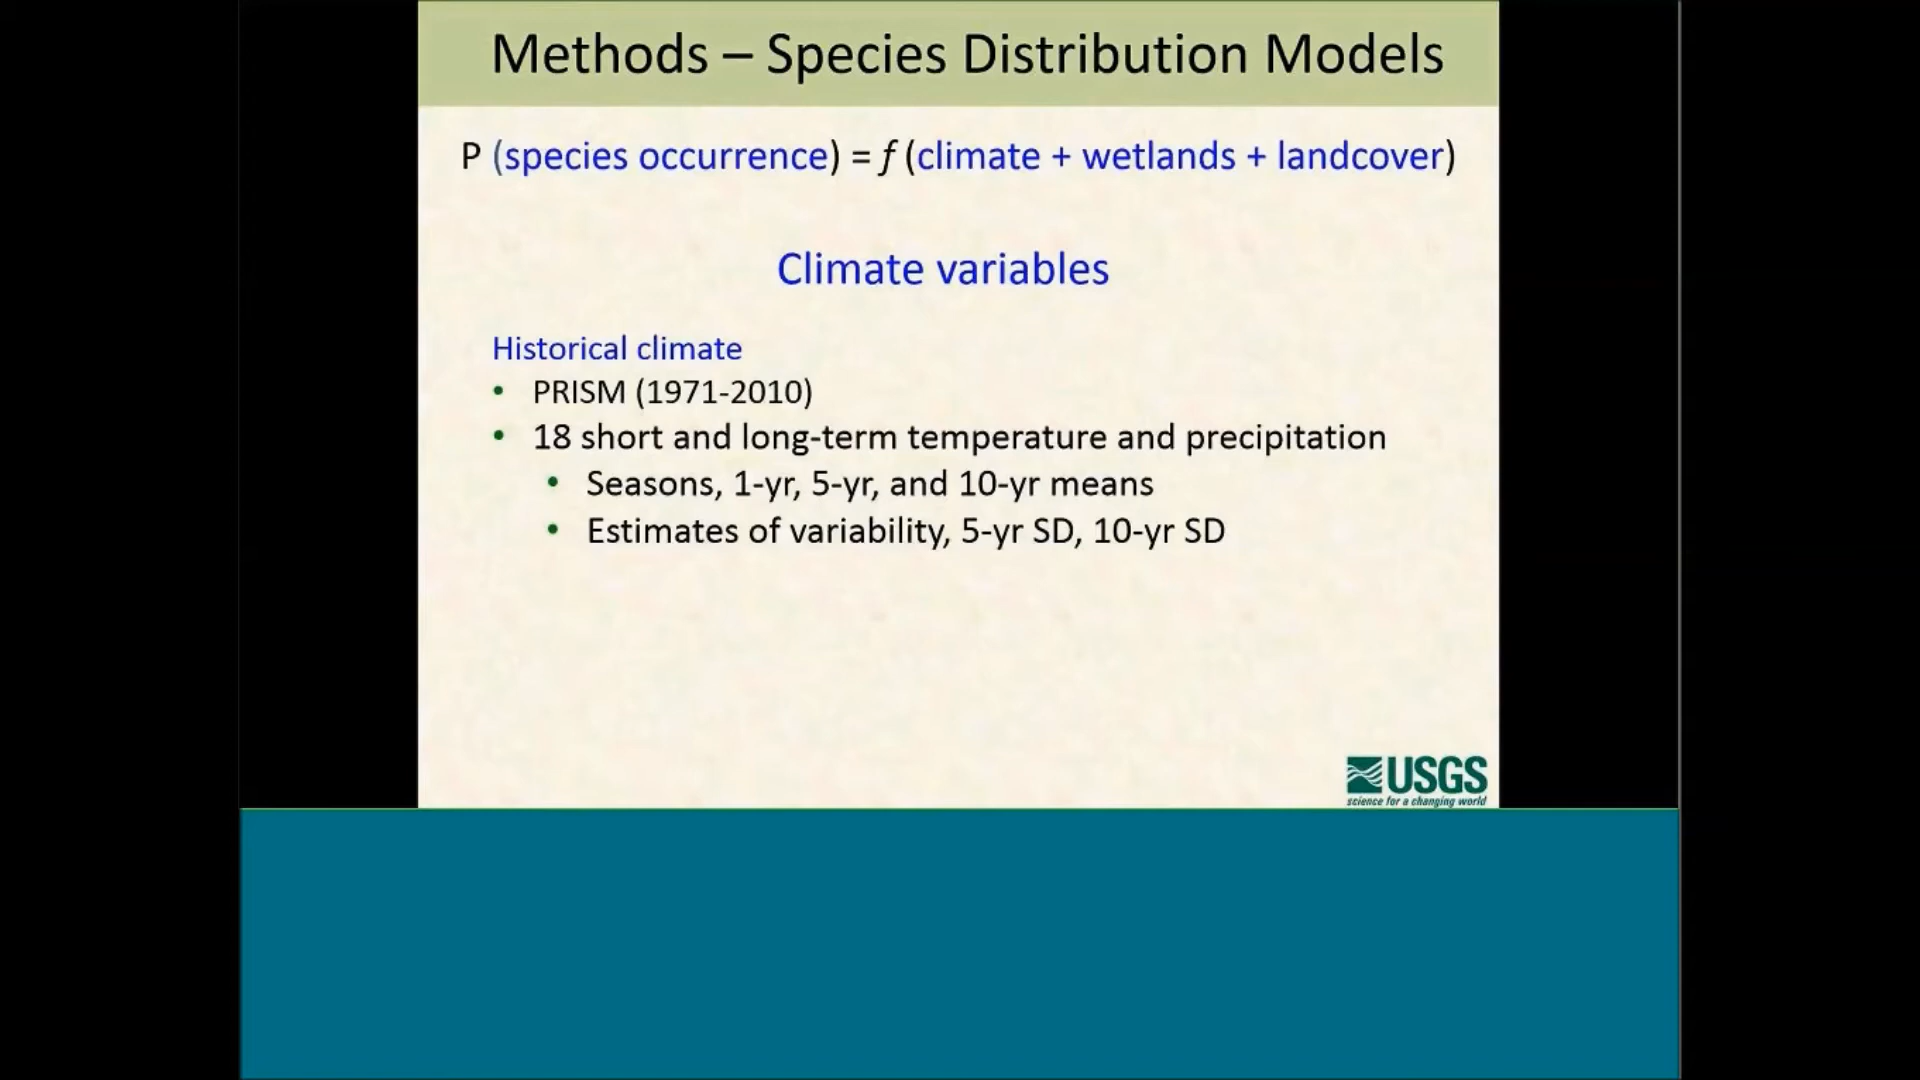 Methods – Species Distribution Models
P (species occurrence) = f (climate + wetlands + landcover)
Climate variables
Historical climate
• PRISM (1971-2010)
• 18 short and long-term temperature and precipitation
• Seasons, 1-yr, 5-yr, and 10-yr means
• Estimates of variability, 5-yr SD, 10-yr SD
USGS
science for a changing world